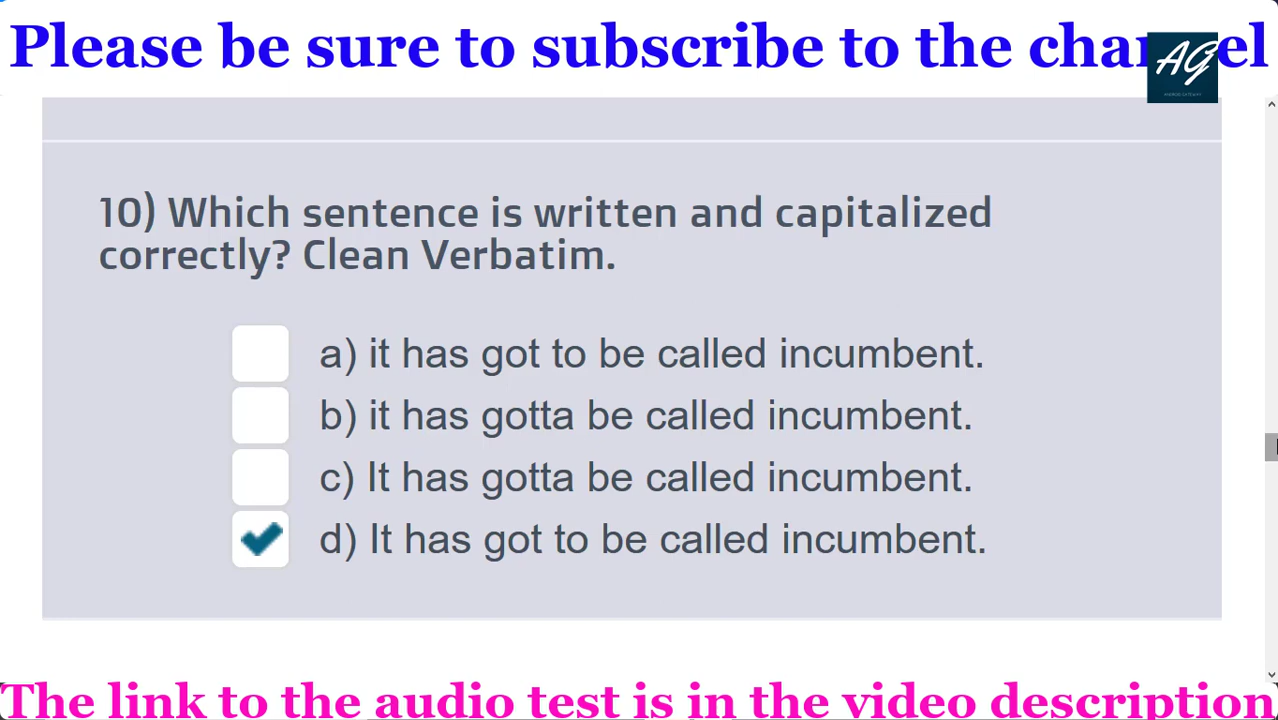 Please be sure to subscribe to the cha el
AG
10) Which sentence is written and capitalized
correctly? Clean Verbatim.
a) it has got to be called incumbent.
b) it has gotta be called incumbent.
c) It has gotta be called incumbent.
d) It has got to be called incumbent.
The link to the audio test is in the video description